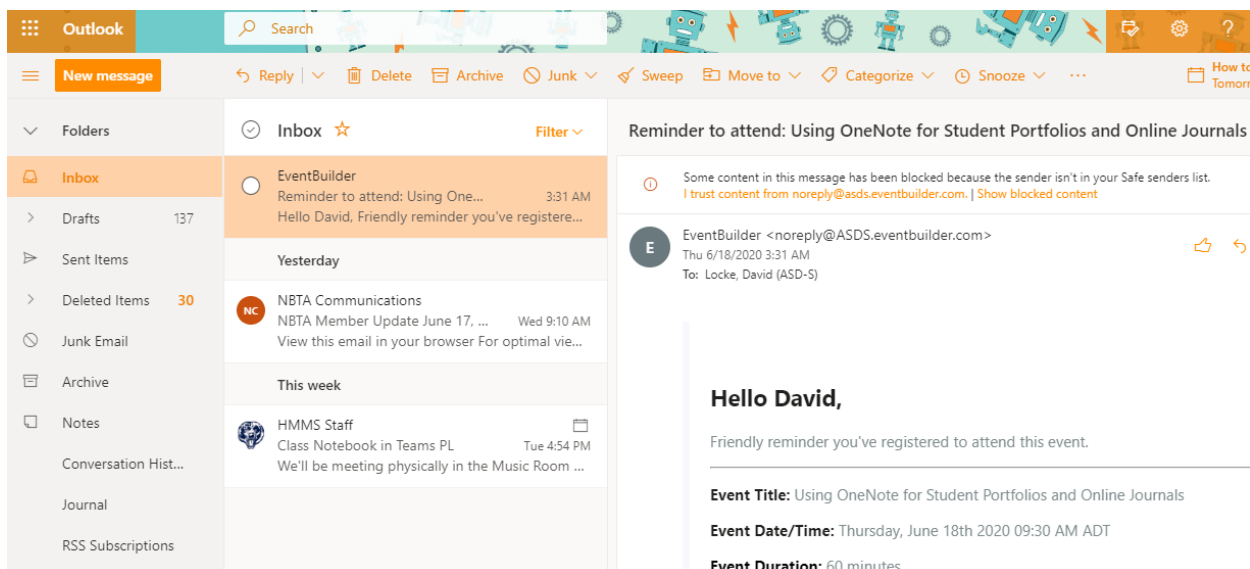 Outlook
Search
?
New message
Reply
Delete
Archive
Junk
Sweep
Move to
Categorize
Snooze
...
How to
Tomorr
Folders
Inbox
Drafts 137
Sent Items
Deleted Items 30
Junk Email
Archive
Notes
Conversation Hist...
Journal
RSS Subscriptions
Inbox
Filter
EventBuilder
Reminder to attend: Using One... 3:31 AM
Hello David, Friendly reminder you've registere...
Yesterday
NC
NBTA Communications
NBTA Member Update June 17, ... Wed 9:10 AM
View this email in your browser For optimal vie...
This week
HMMS Staff
Class Notebook in Teams PL Tue 4:54 PM
We'll be meeting physically in the Music Room ...
Reminder to attend: Using OneNote for Student Portfolios and Online Journals
Some content in this message has been blocked because the sender isn't in your Safe senders list.
I trust content from noreply@asds.eventbuilder.com. | Show blocked content
E
EventBuilder <noreply@ASDS.eventbuilder.com>
Thu 6/18/2020 3:31 AM
To: Locke, David (ASD-S)
Hello David,
Friendly reminder you've registered to attend this event.
Event Title: Using OneNote for Student Portfolios and Online Journals
Event Date/Time: Thursday, June 18th 2020 09:30 AM ADT
Event Duration: 60 minutes